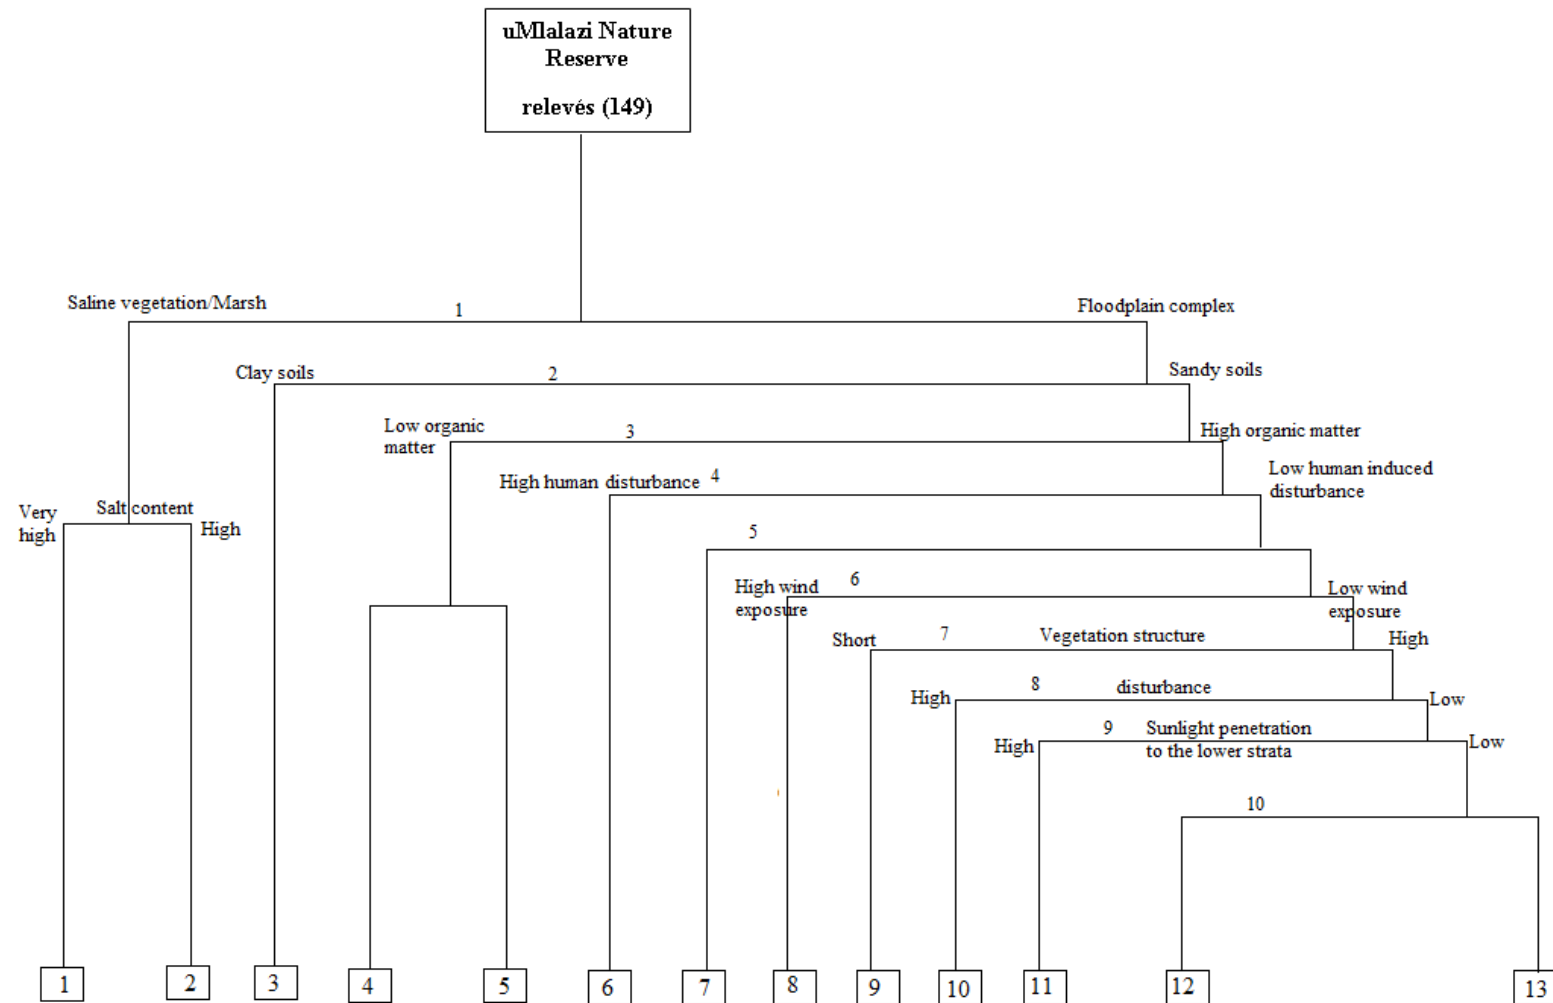 uMlalazi Nature
Reserve
relevés (149)
Saline vegetation/Marsh
1
Floodplain complex
Clay soils
2
Sandy soils
Low organic
matter
3
High organic matter
High human disturbance
4
Low human induced
disturbance
Very
high
Salt content
High
5
High wind
exposure
6
Low wind
exposure
Short
7
Vegetation structure
High
High
8
disturbance
Low
High
9
Sunlight penetration
to the lower strata
Low
10
1
2
3
4
5
6
7
8
9
10
11
12
13